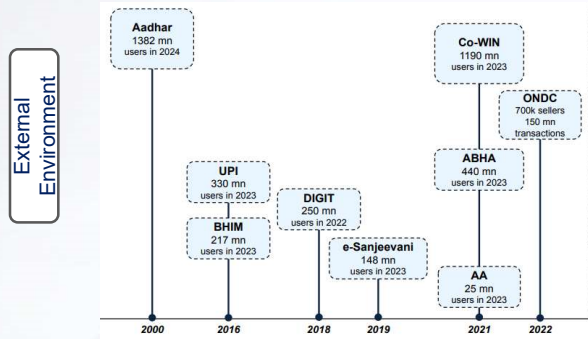 External
Environment
Aadhar
1382 mn
users in 2024
UPI
330 mn
users in 2023
BHIM
217 mn
users in 2023
DIGIT
250 mn
users in 2022
e-Sanjeevani
148 mn
users in 2023
Co-WIN
1190 mn
users in 2023
ABHA
440 mn
users in 2023
AA
25 mn
users in 2023
ONDC
700k sellers
150 mn
transactions
2000
2016
2018
2019
2021
2022